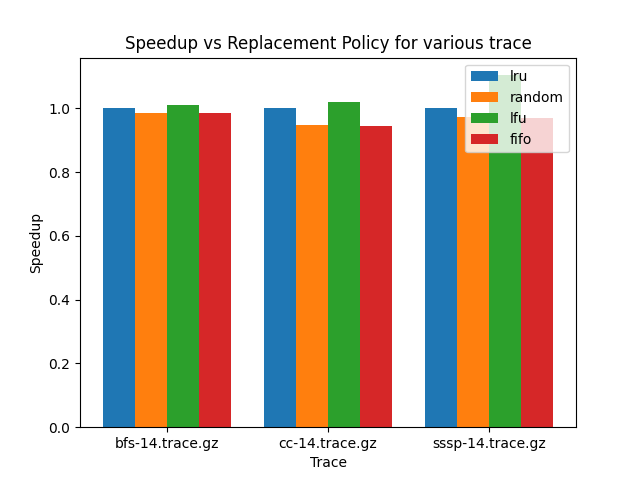 Speedup vs Replacement Policy for various trace
lru
random
lfu
fifo
1.0
0.8
0.6
0.4
0.2
0.0
Speedup
bfs-14.trace.gz
cc-14.trace.gz
sssp-14.trace.gz
Trace